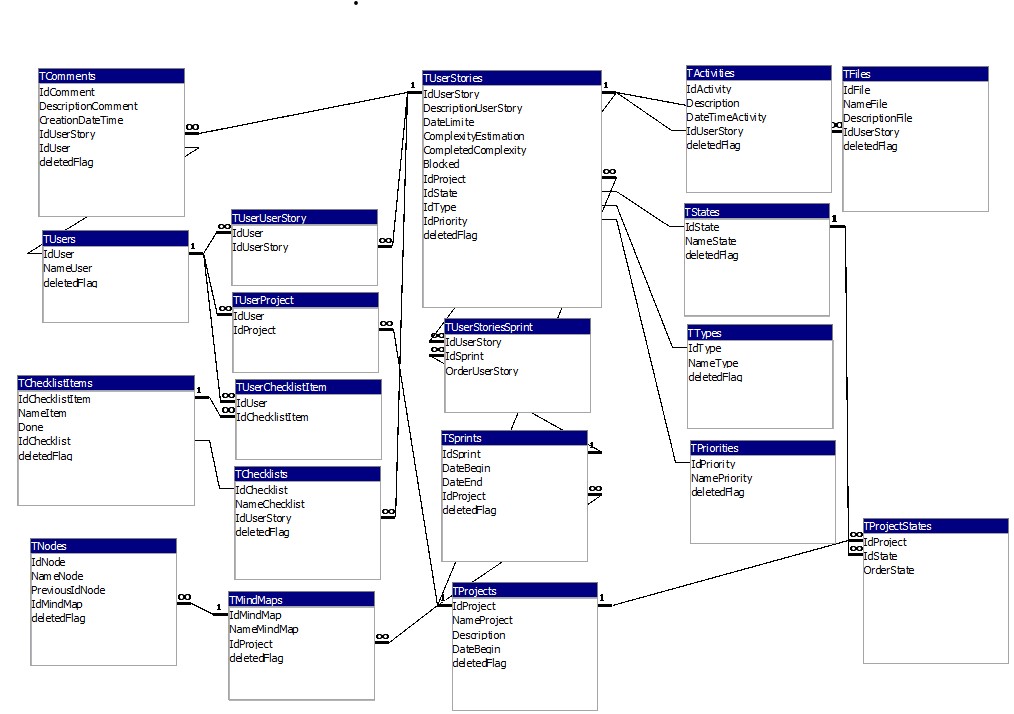 TComments
IdComment
DescriptionComment
CreationDateTime
IdUserStory
IdUser
deletedFlag
TUserStories
IdUserStory
DescriptionUserStory
DateLimite
ComplexityEstimation
CompletedComplexity
Blocked
IdProject
IdState
IdType
IdPriority
deletedFlag
TActivities
IdActivity
Description
DateTimeActivity
IdUserStory
deletedFlag
TFiles
IdFile
NameFile
DescriptionFile
IdUserStory
deletedFlag
TUsers
IdUser
NameUser
deletedFlag
TUserUserStory
IdUser
IdUserStory
TStates
IdState
NameState
deletedFlag
TUserProject
IdUser
IdProject
TUserStoriesSprint
IdUserStory
IdSprint
OrderUserStory
TTypes
IdType
NameType
deletedFlag
TChecklistItems
IdChecklistItem
NameItem
Done
IdChecklist
deletedFlag
TUserChecklistItem
IdUser
IdChecklistItem
TSprints
IdSprint
DateBegin
DateEnd
IdProject
deletedFlag
TPriorities
IdPriority
NamePriority
deletedFlag
TChecklists
IdChecklist
NameChecklist
IdUserStory
deletedFlag
TProjectStates
IdProject
IdState
OrderState
TNodes
IdNode
NameNode
PreviousIdNode
IdMindMap
deletedFlag
TMindMaps
IdMindMap
NameMindMap
IdProject
deletedFlag
TProjects
IdProject
NameProject
Description
DateBegin
deletedFlag
1
1
∞
∞
∞
∞
1
∞
∞
1
∞
∞
∞
1
∞
∞
1
∞
∞
∞
∞
∞
1
1
1
∞